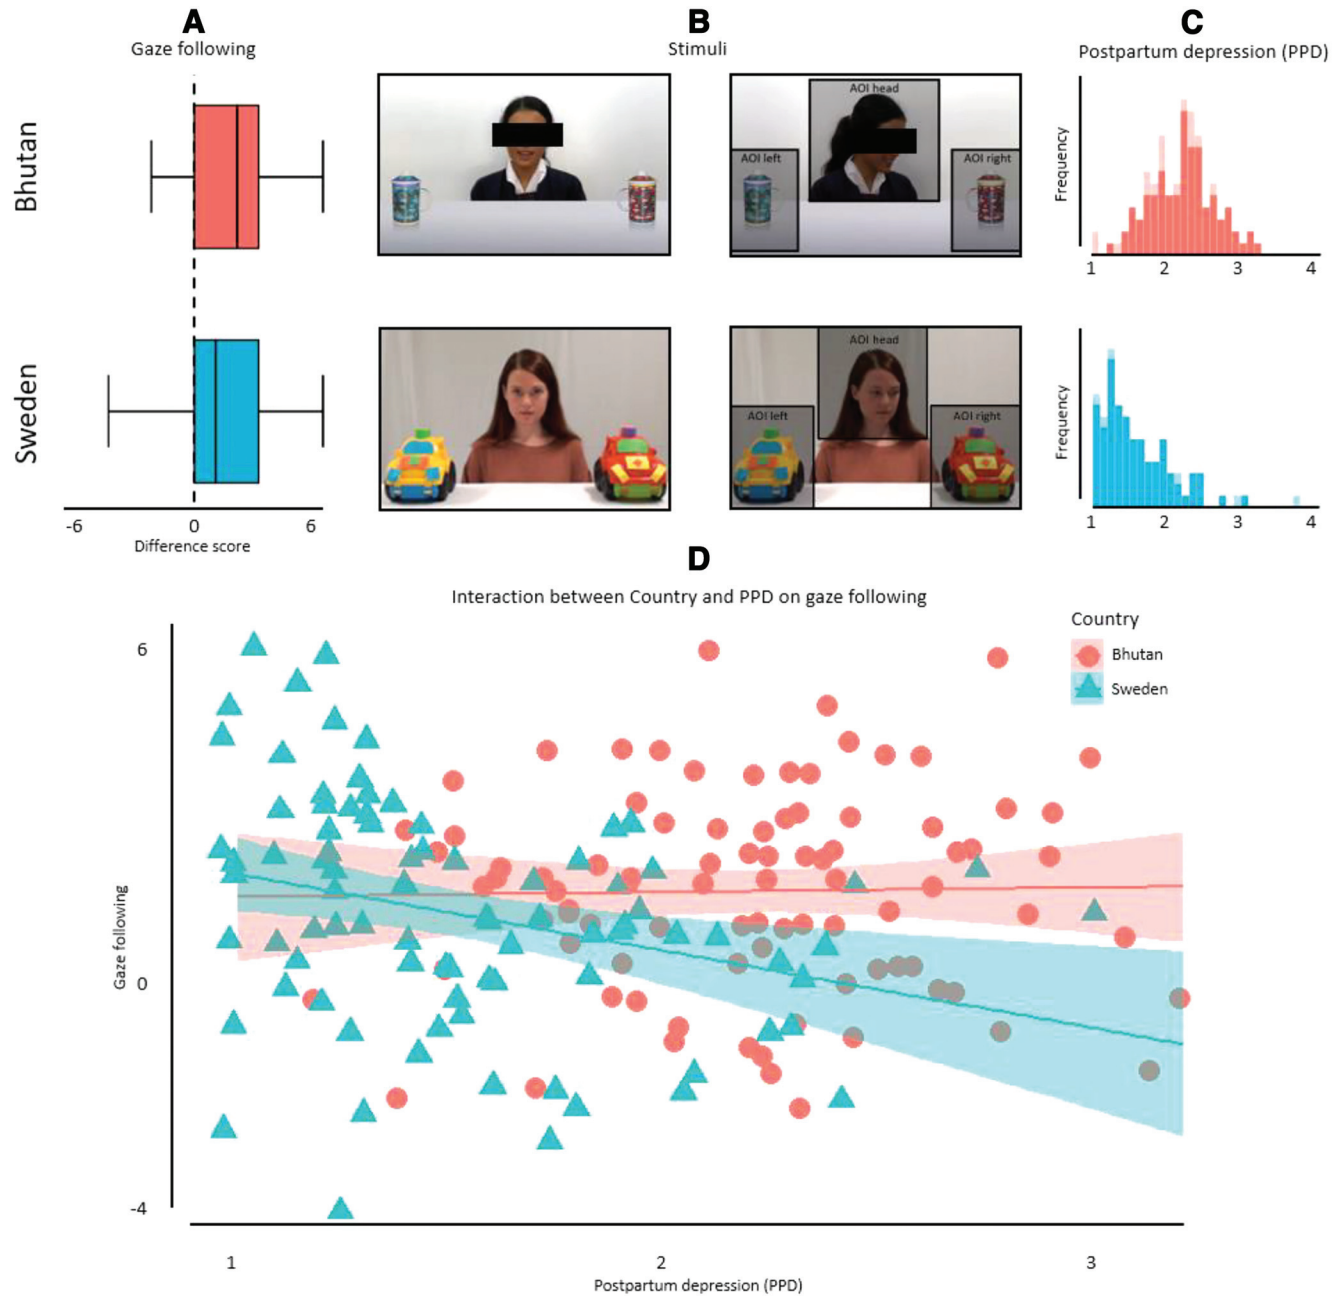 A
B
C
Gaze following
Stimuli
Postpartum depression (PPD)
Bhutan
AOI head
AOI left
AOI right
Frequency
1 2 3 4
Sweden
AOI head
AOI left
AOI right
Frequency
1 2 3 4
-6 0 6
Difference score
D
Interaction between Country and PPD on gaze following
Country
Bhutan
Sweden
6
0
-4
Gaze following
1 2 3
Postpartum depression (PPD)